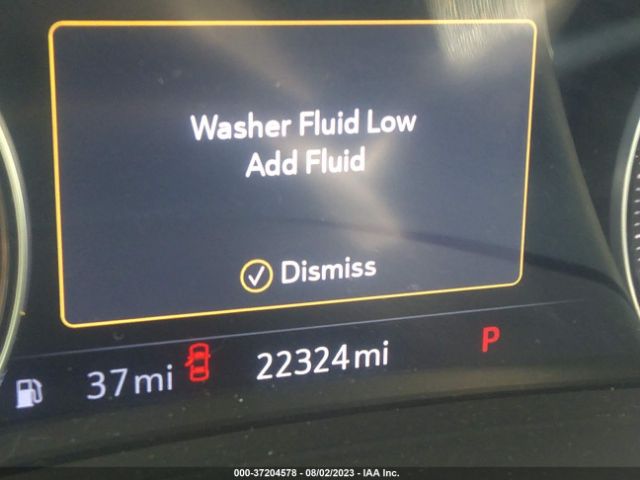 Washer Fluid Low
Add Fluid
Dismiss
37mi 22324mi P
000-37204578 - 08/02/2023 - IAA Inc.